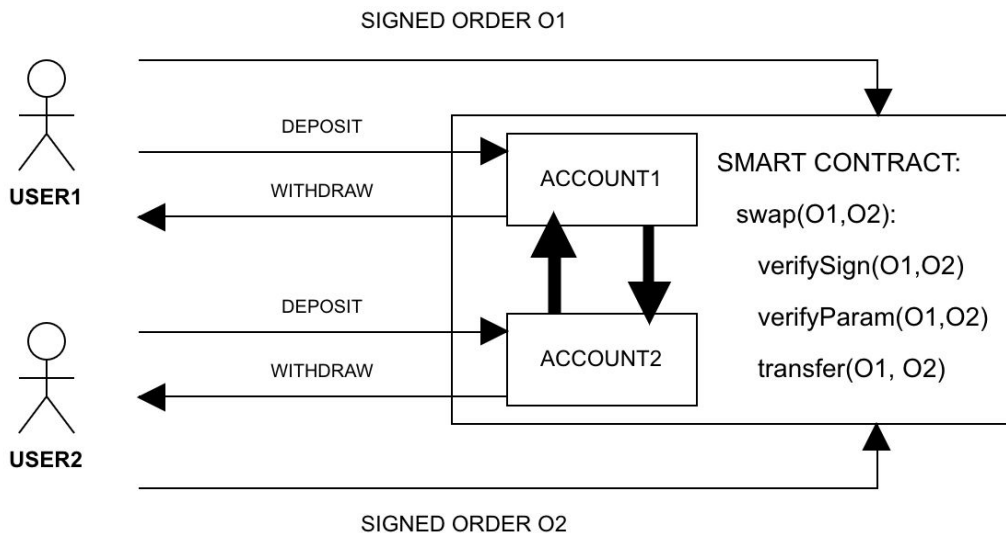 SIGNED ORDER O1
DEPOSIT
WITHDRAW
USER1
ACCOUNT1
SMART CONTRACT:
swap(O1,O2):
verifySign(O1,O2)
verifyParam(O1,O2)
transfer(O1, O2)
DEPOSIT
WITHDRAW
USER2
ACCOUNT2
SIGNED ORDER O2